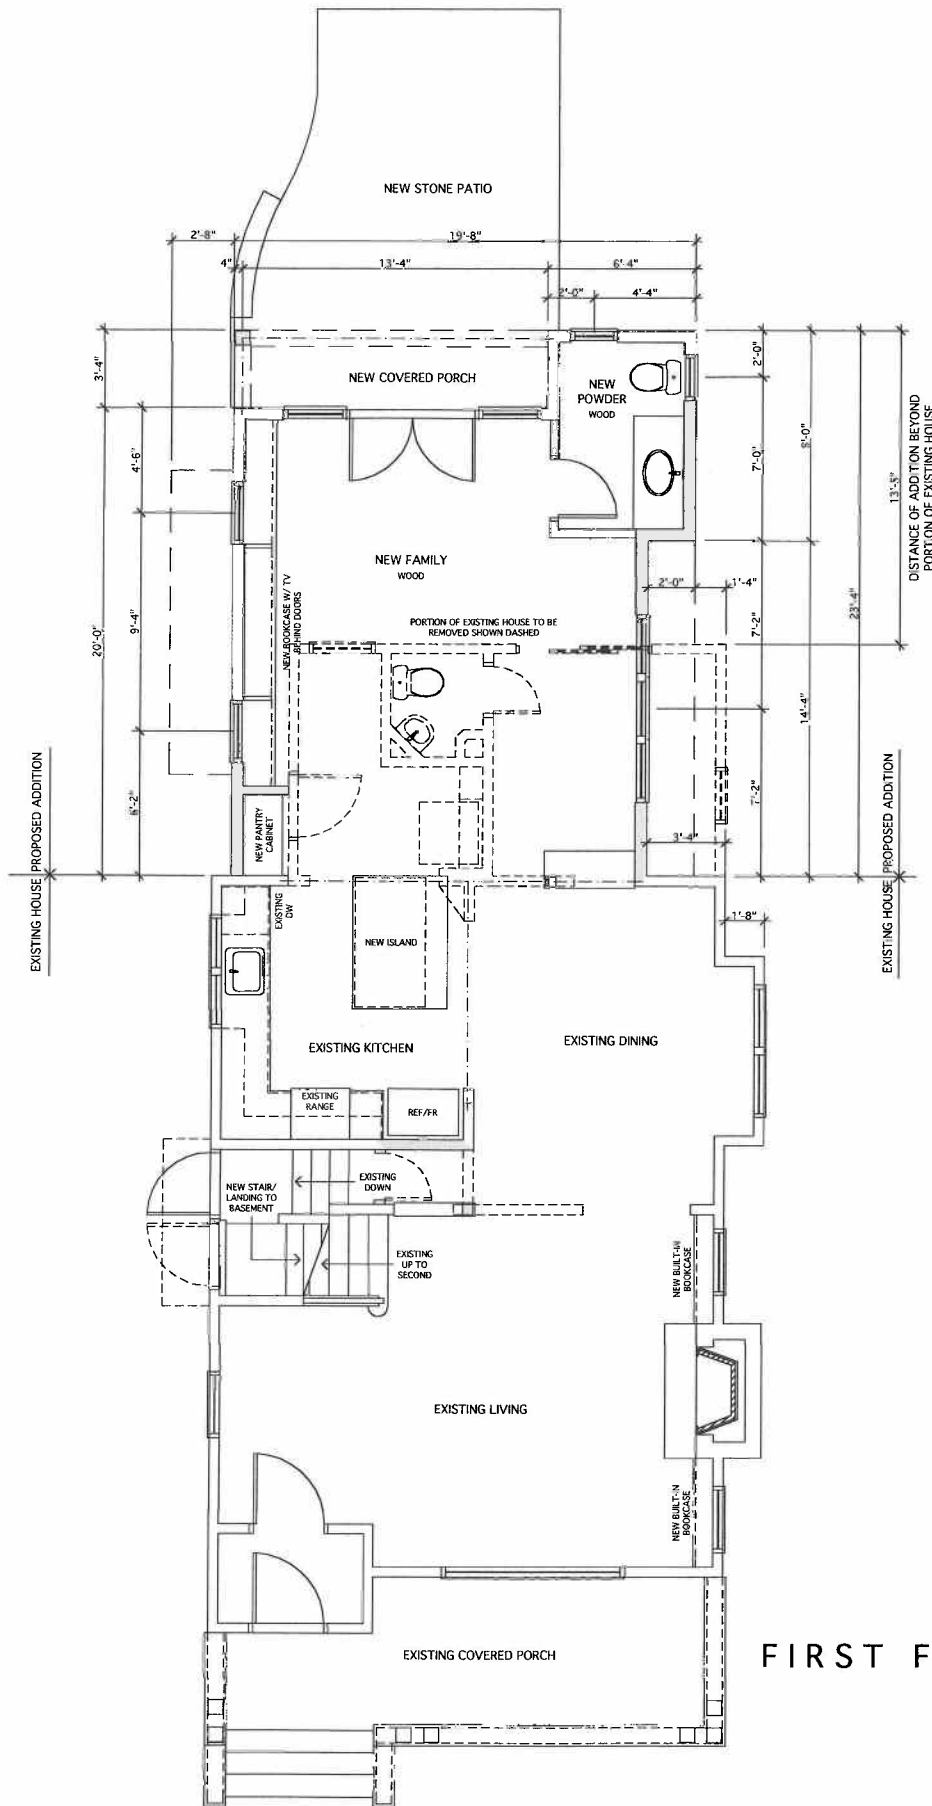 NEW STONE PATIO
2'-8"
19'-8"
4"
13'-4"
6'-4"
2'-0"
4'-4"
3'-4"
NEW COVERED PORCH
NEW
POWDER
WOOD
2'-0"
7'-0"
13'-5"
DISTANCE OF ADDITION BEYOND
PORTION OF EXISTING HOUSE
4'-6"
9'-4"
20'-0"
6'-2"
NEW FAMILY
WOOD
NEW BOOKCASE W/ TV
BEHIND DOORS
PORTION OF EXISTING HOUSE TO BE
REMOVED SHOWN DASHED
2'-0"
1'-4"
7'-2"
23'-4"
14'-4"
7'-2"
3'-4"
NEW PANTRY
CABINET
EXISTING HOUSE PROPOSED ADDITION
EXISTING HOUSE PROPOSED ADDITION
1'-8"
EXISTING
DW
NEW ISLAND
EXISTING KITCHEN
EXISTING DINING
EXISTING
RANGE
REF/FR
NEW STAIR/
LANDING TO
BASEMENT
EXISTING
DOWN
EXISTING
UP TO
SECOND
NEW BUILT-IN
BOOKCASE
EXISTING LIVING
NEW BUILT-IN
BOOKCASE
EXISTING COVERED PORCH
FIRST F